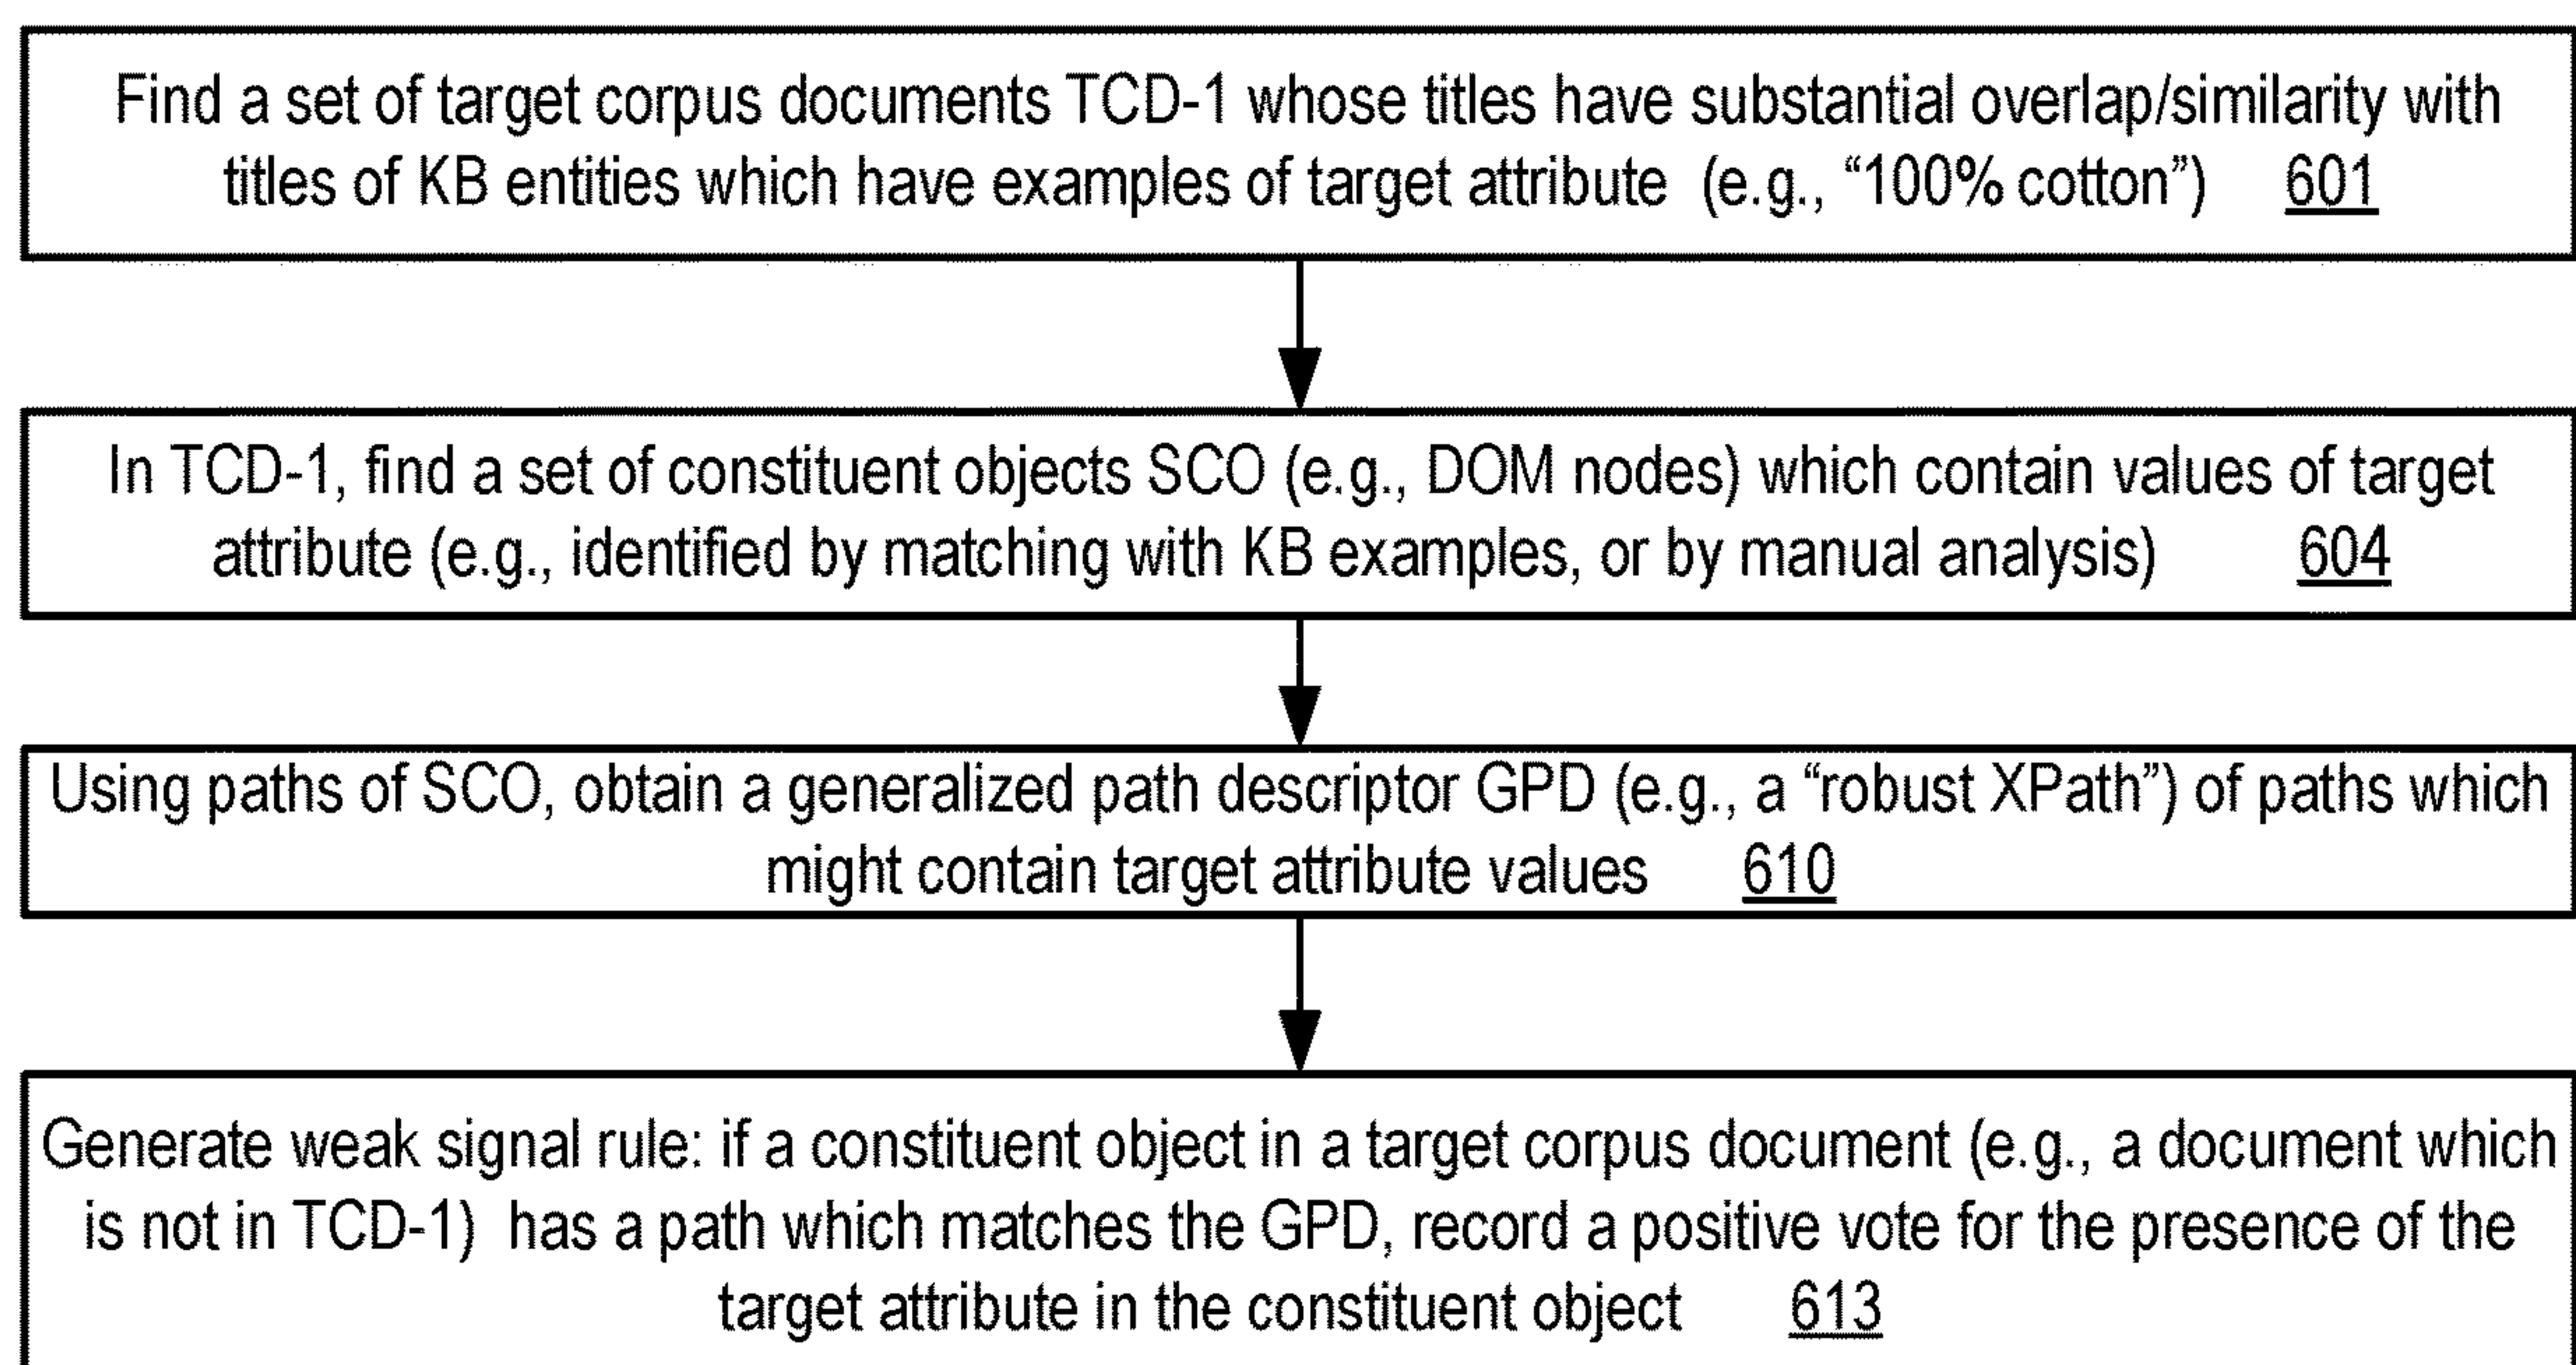 Find a set of target corpus documents TCD-1 whose titles have substantial overlap/similarity with
titles of KB entities which have examples of target attribute (e.g., “100% cotton”) 601
In TCD-1, find a set of constituent objects SCO (e.g., DOM nodes) which contain values of target
attribute (e.g., identified by matching with KB examples, or by manual analysis) 604
Using paths of SCO, obtain a generalized path descriptor GPD (e.g., a “robust XPath”) of paths which
might contain target attribute values 610
Generate weak signal rule: if a constituent object in a target corpus document (e.g., a document which
is not in TCD-1) has a path which matches the GPD, record a positive vote for the presence of the
target attribute in the constituent object 613